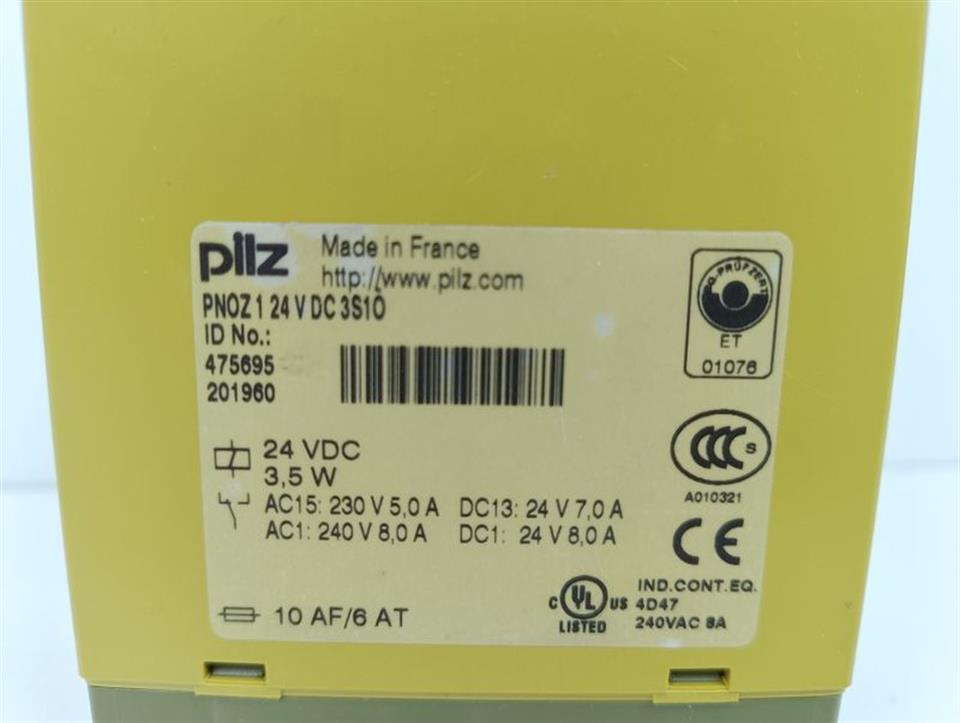 pilz
Made in France
http://www.pilz.com
PNOZ 1 24 V DC 3S1O
ID No.:
475695
201960
Q-PRÜFZERT
ET
01076
24 VDC
3,5 W
AC15: 230 V 5,0 A DC13: 24 V 7,0 A
AC1: 240 V 8,0 A DC1: 24 V 8,0 A
CCC S
A010321
CE
10 AF/6 AT
C UL US
LISTED
IND.CONT.EQ.
4D47
240VAC 8A